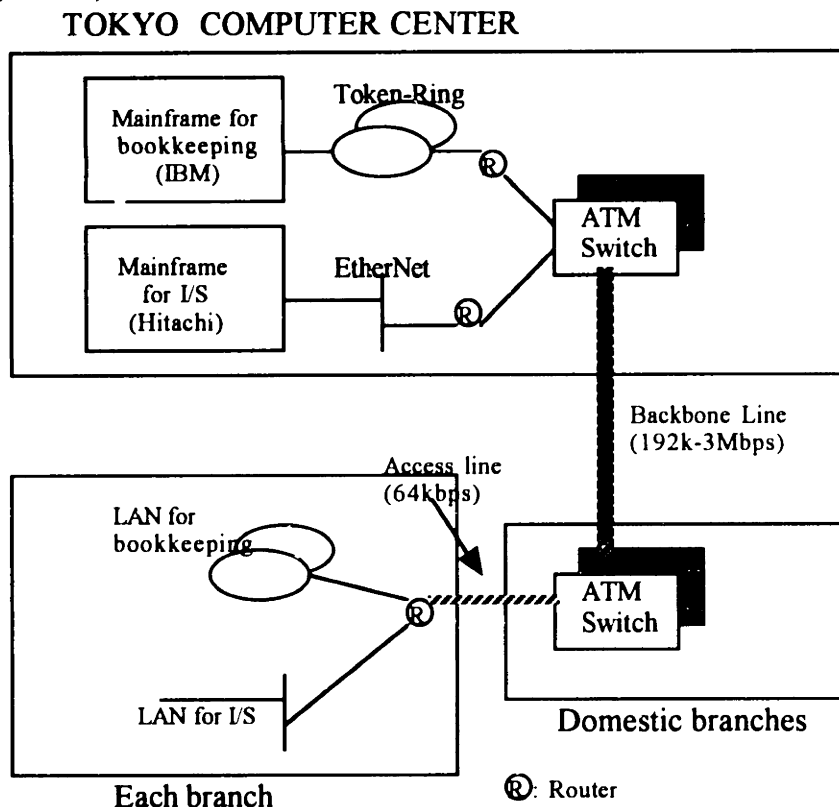 TOKYO COMPUTER CENTER
Token-Ring
Mainframe for
bookkeeping
(IBM)
R
ATM
Switch
Mainframe
for I/S
(Hitachi)
EtherNet
R
Backbone Line
(192k-3Mbps)
Access line
(64kbps)
LAN for
bookkeeping
R
ATM
Switch
LAN for I/S
Domestic branches
Each branch
R: Router